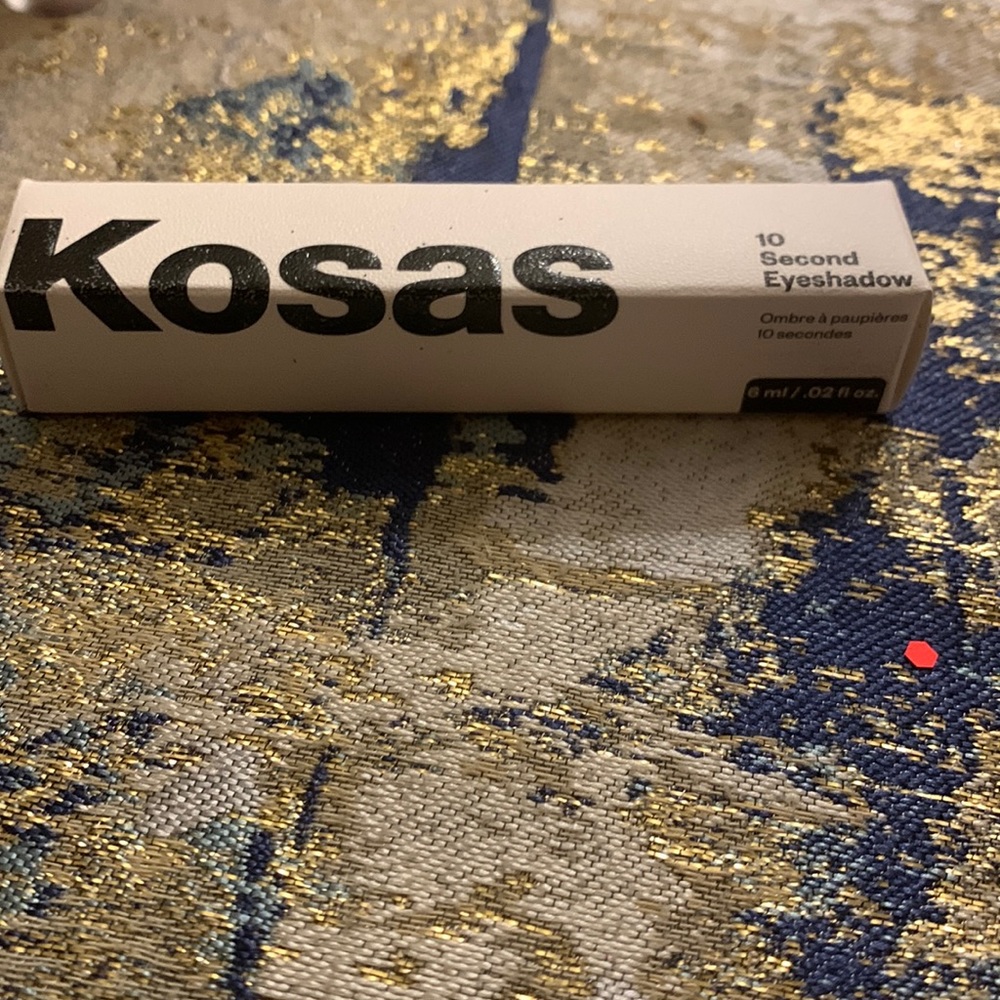 Kosas
10
Second
Eyeshadow
Ombre à paupières
10 secondes
6 ml / .02 fl oz.